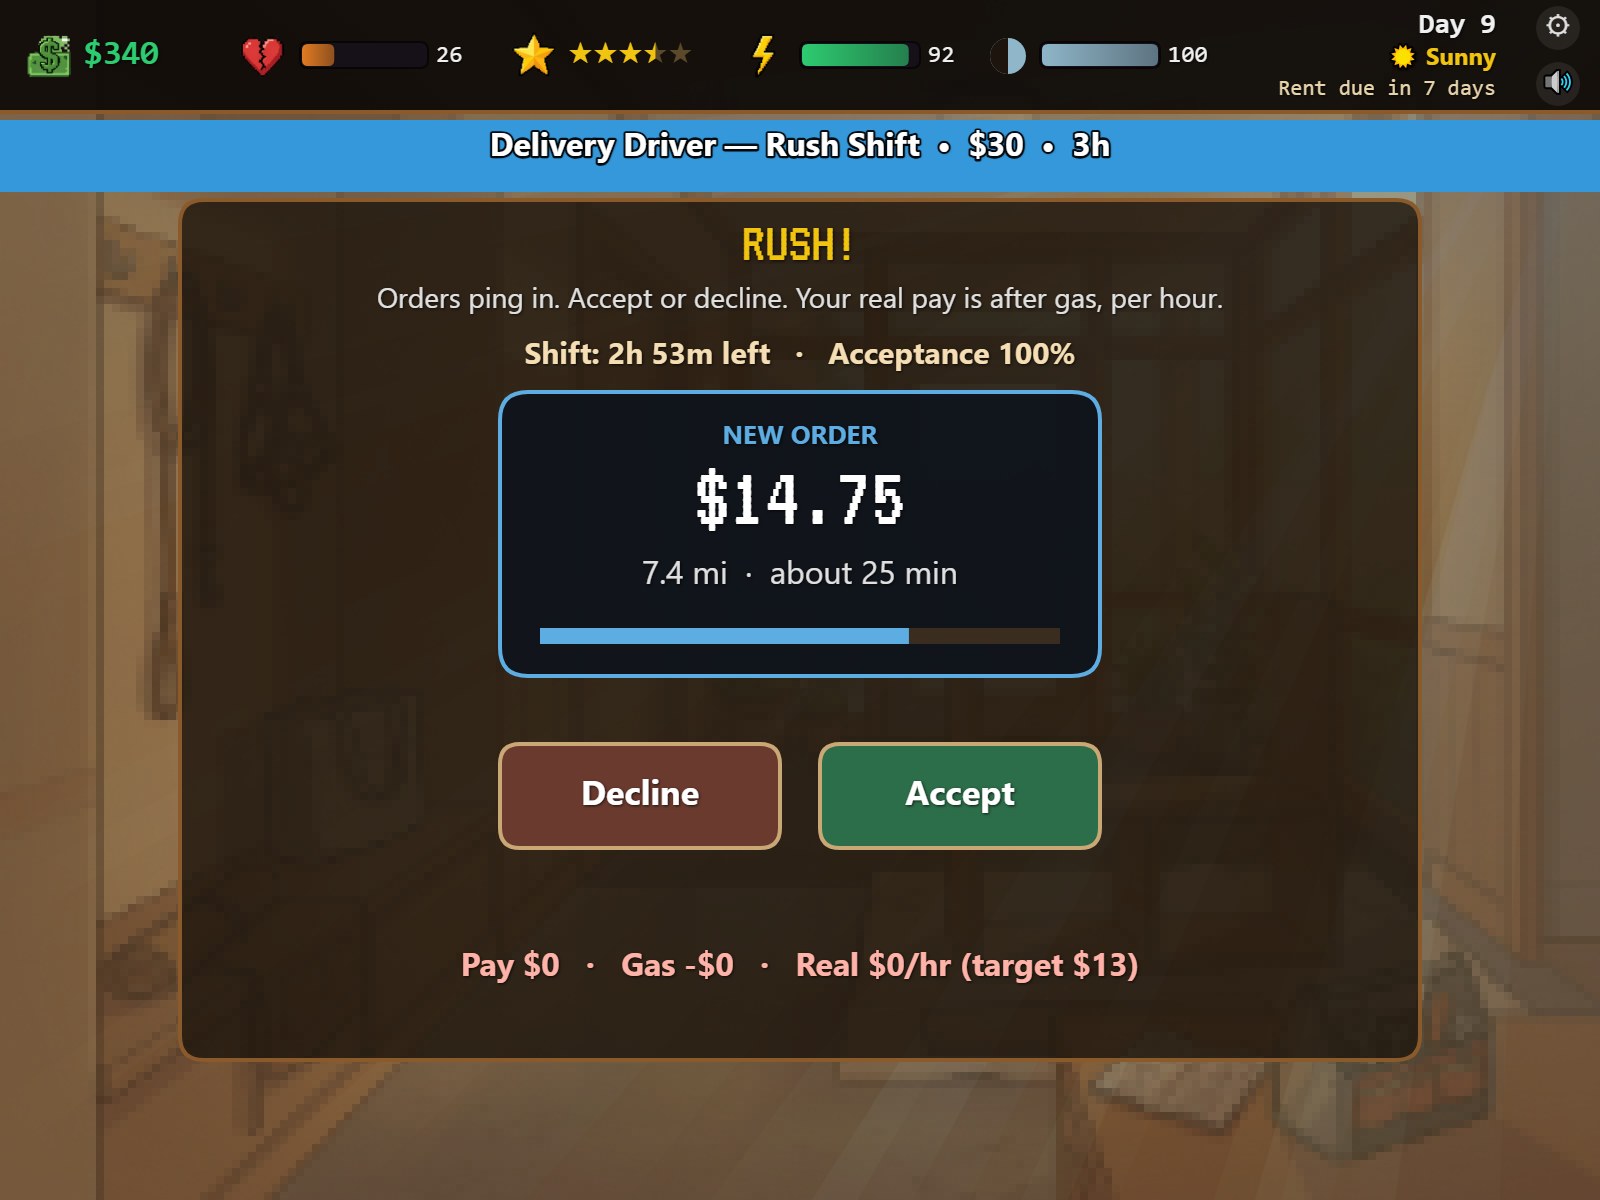 $340
26
92
100
Day 9
Sunny
Rent due in 7 days
Delivery Driver — Rush Shift • $30 • 3h
RUSH!
Orders ping in. Accept or decline. Your real pay is after gas, per hour.
Shift: 2h 53m left · Acceptance 100%
NEW ORDER
$14.75
7.4 mi · about 25 min
Decline
Accept
Pay $0 · Gas -$0 · Real $0/hr (target $13)